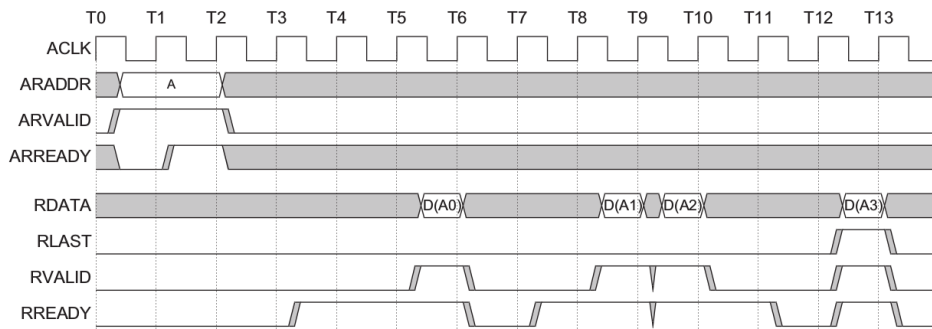 T0 T1 T2 T3 T4 T5 T6 T7 T8 T9 T10 T11 T12 T13
ACLK
ARADDR A
ARVALID
ARREADY
RDATA D(A0) D(A1) D(A2) D(A3)
RLAST
RVALID
RREADY